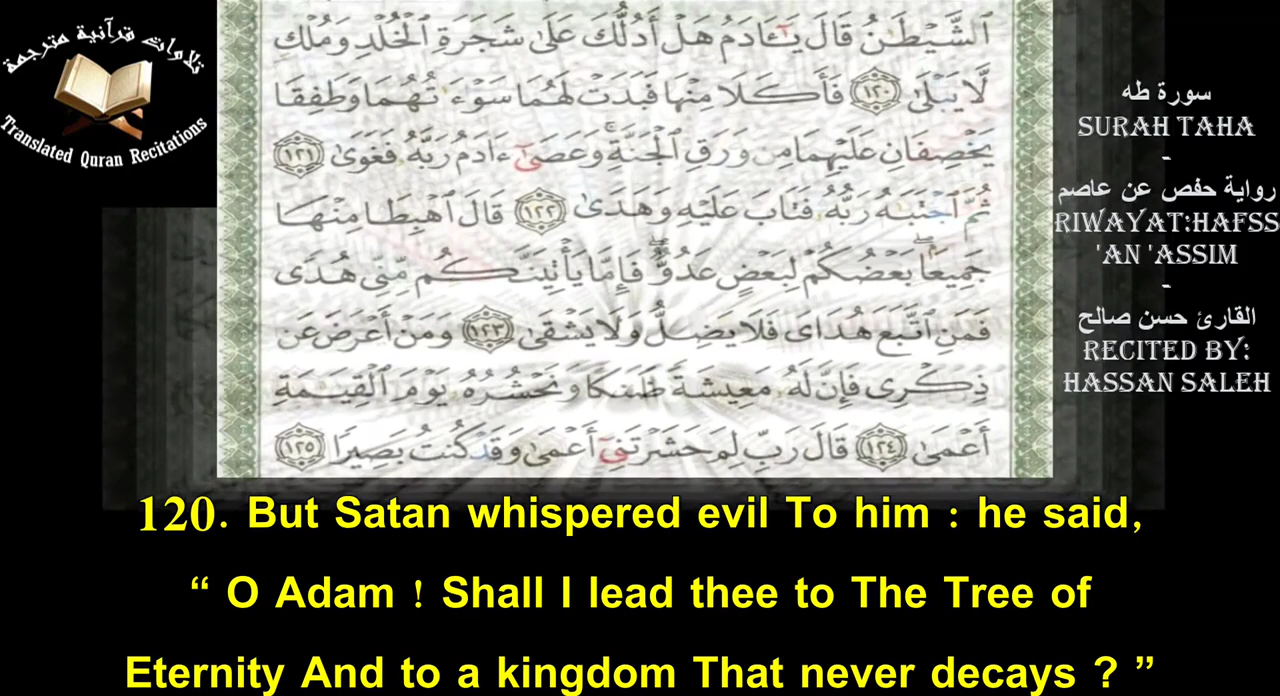 تلاوات قرآنية مترجمة
Translated Quran Recitations
ٱلشَّيْطَٰنُ قَالَ يَٰٓـَٔادَمُ هَلْ أَدُلُّكَ عَلَىٰ شَجَرَةِ ٱلْخُلْدِ وَمُلْكٍ
لَّا يَبْلَىٰ ١٢٠ فَأَكَلَا مِنْهَا فَبَدَتْ لَهُمَا سَوْءَٰتُهُمَا وَطَفِقَا
يَخْصِفَانِ عَلَيْهِمَا مِن وَرَقِ ٱلْجَنَّةِ ۚ وَعَصَىٰٓ ءَادَمُ رَبَّهُۥ فَغَوَىٰ ١٢١
ثُمَّ ٱجْتَبَٰهُ رَبُّهُۥ فَتَابَ عَلَيْهِ وَهَدَىٰ ١٢٢ قَالَ ٱهْبِطَا مِنْهَا
جَمِيعًۢا ۖ بَعْضُكُمْ لِبَعْضٍ عَدُوٌّ ۖ فَإِمَّا يَأْتِيَنَّكُم مِّنِّى هُدًى
فَمَنِ ٱتَّبَعَ هُدَاىَ فَلَا يَضِلُّ وَلَا يَشْقَىٰ ١٢٣ وَمَنْ أَعْرَضَ عَن
ذِكْرِى فَإِنَّ لَهُۥ مَعِيشَةً ضَنكًا وَنَحْشُرُهُۥ يَوْمَ ٱلْقِيَٰمَةِ
أَعْمَىٰ ١٢٤ قَالَ رَبِّ لِمَ حَشَرْتَنِىٓ أَعْمَىٰ وَقَدْ كُنتُ بَصِيرًا ١٢٥
سورة طه
SURAH TAHA
-
رواية حفص عن عاصم
RIWAYAT:HAFSS
'AN 'ASSIM
-
القارئ حسن صالح
RECITED BY:
HASSAN SALEH
120. But Satan whispered evil To him : he said,
“ O Adam ! Shall I lead thee to The Tree of
Eternity And to a kingdom That never decays ? ”